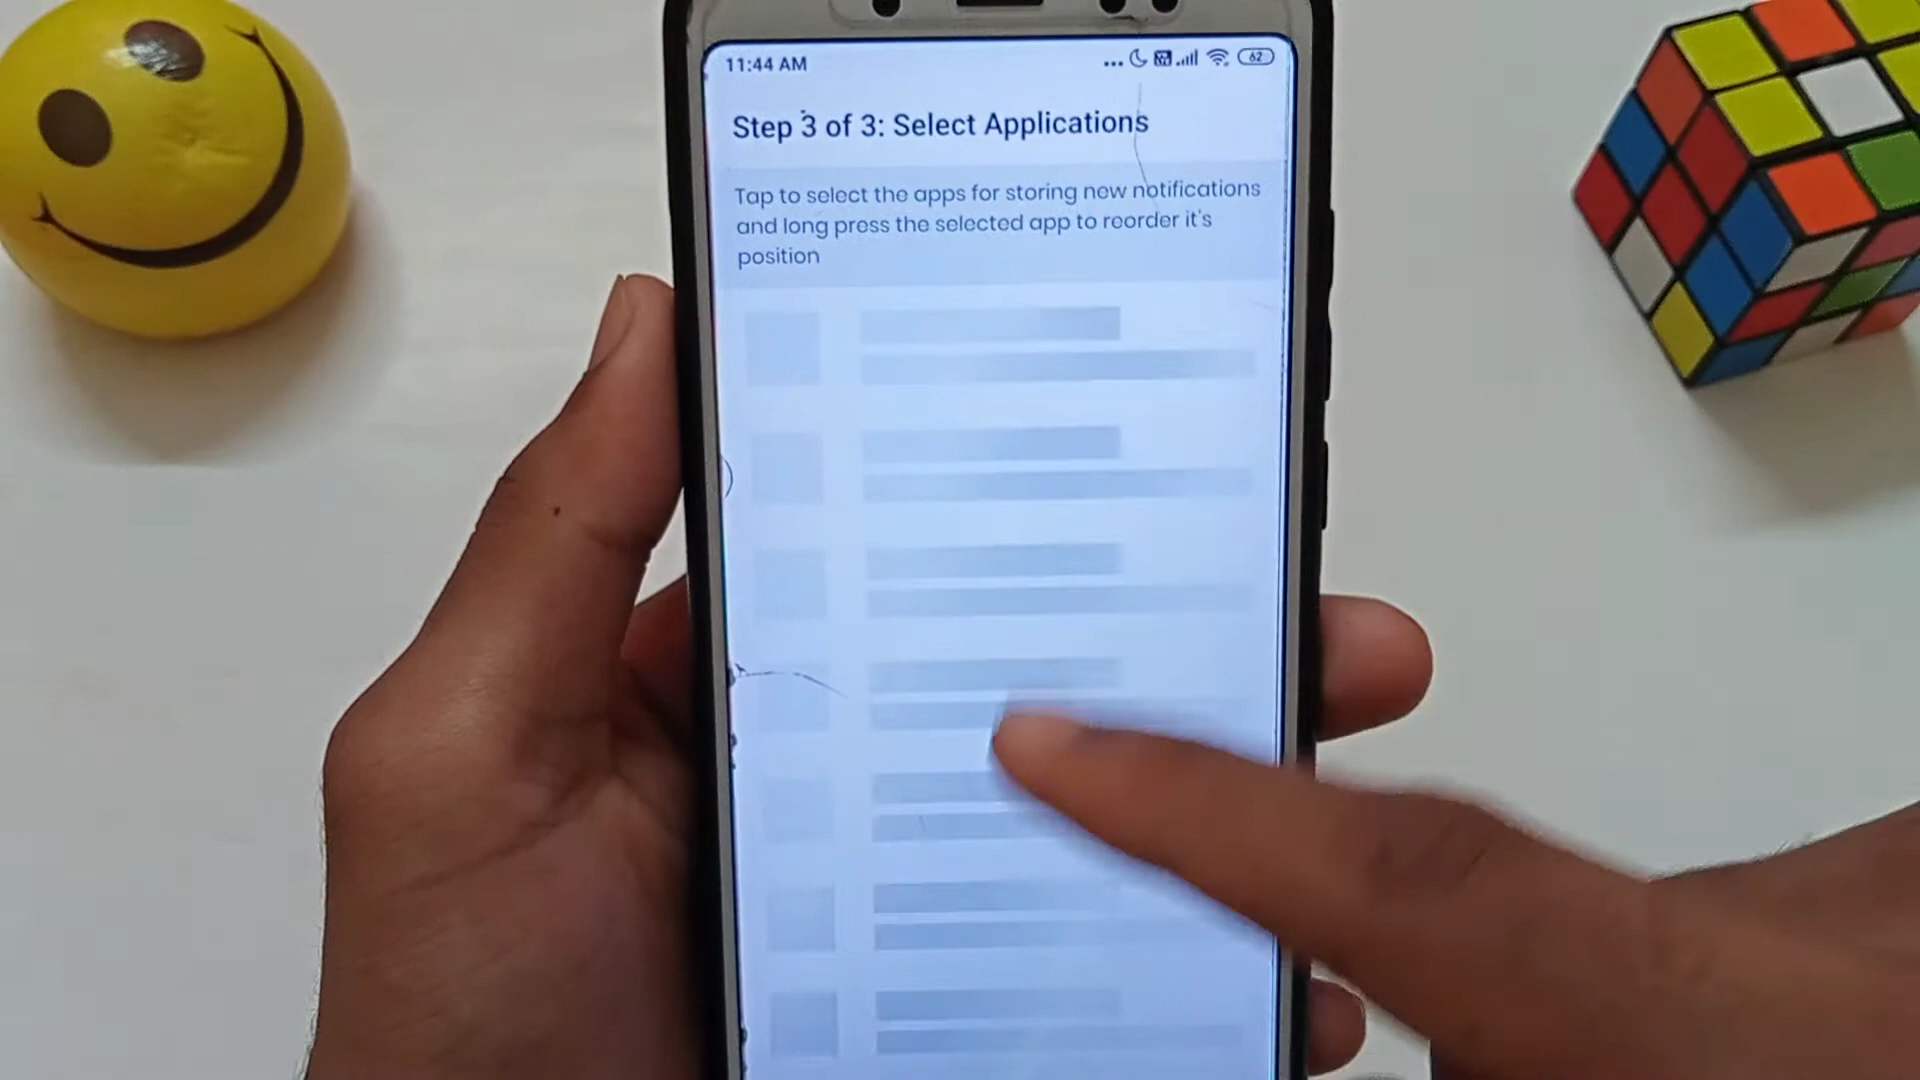 11:44 AM
62
Step 3 of 3: Select Applications
Tap to select the apps for storing new notifications
and long press the selected app to reorder it's
position